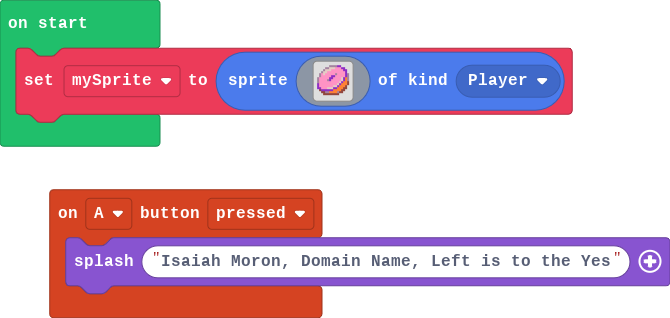 on start
set mySprite to sprite of kind Player
on A button pressed
splash "Isaiah Moron, Domain Name, Left is to the Yes"